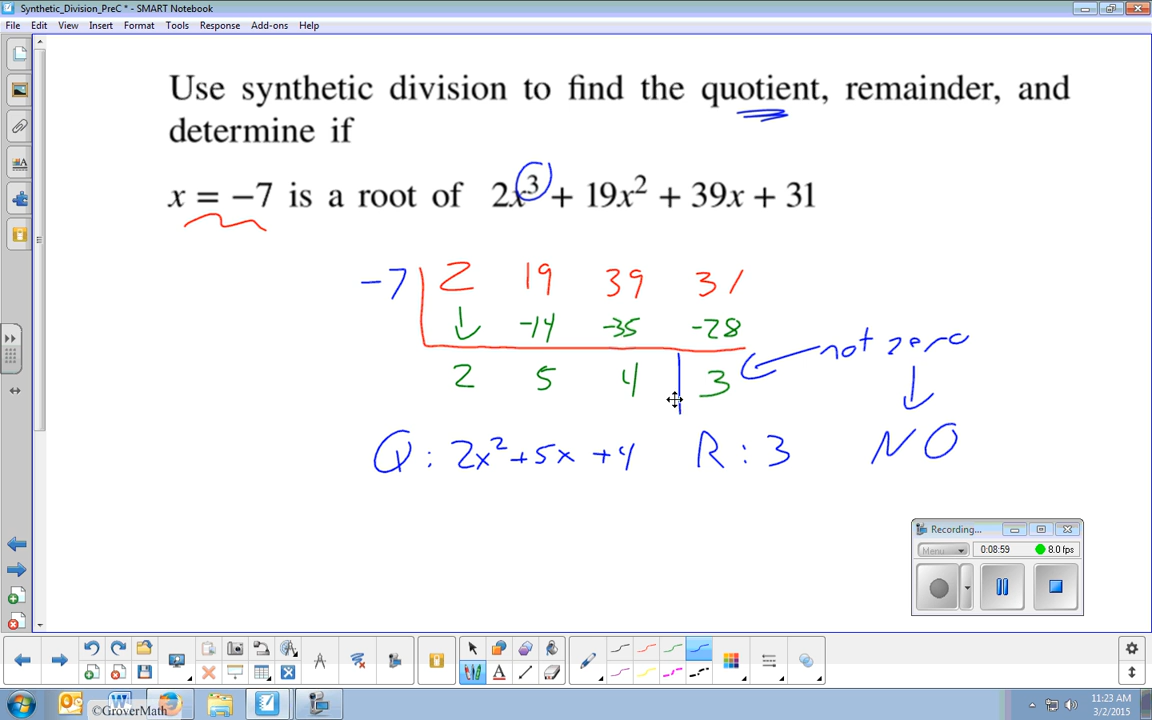 Synthetic_Division_PreC * - SMART Notebook
File Edit View Insert Format Tools Response Add-ons Help
Use synthetic division to find the quotient, remainder, and
determine if
x = −7 is a root of 2x³ + 19x² + 39x + 31
-7 2 19 39 31
-14 -35 -28
not zero
2 5 4 3
Q: 2x²+5x+4 R: 3 NO
Recording...
Menu 0:08:59 8.0 fps
A
11:23 AM
©GroverMath 3/2/2015